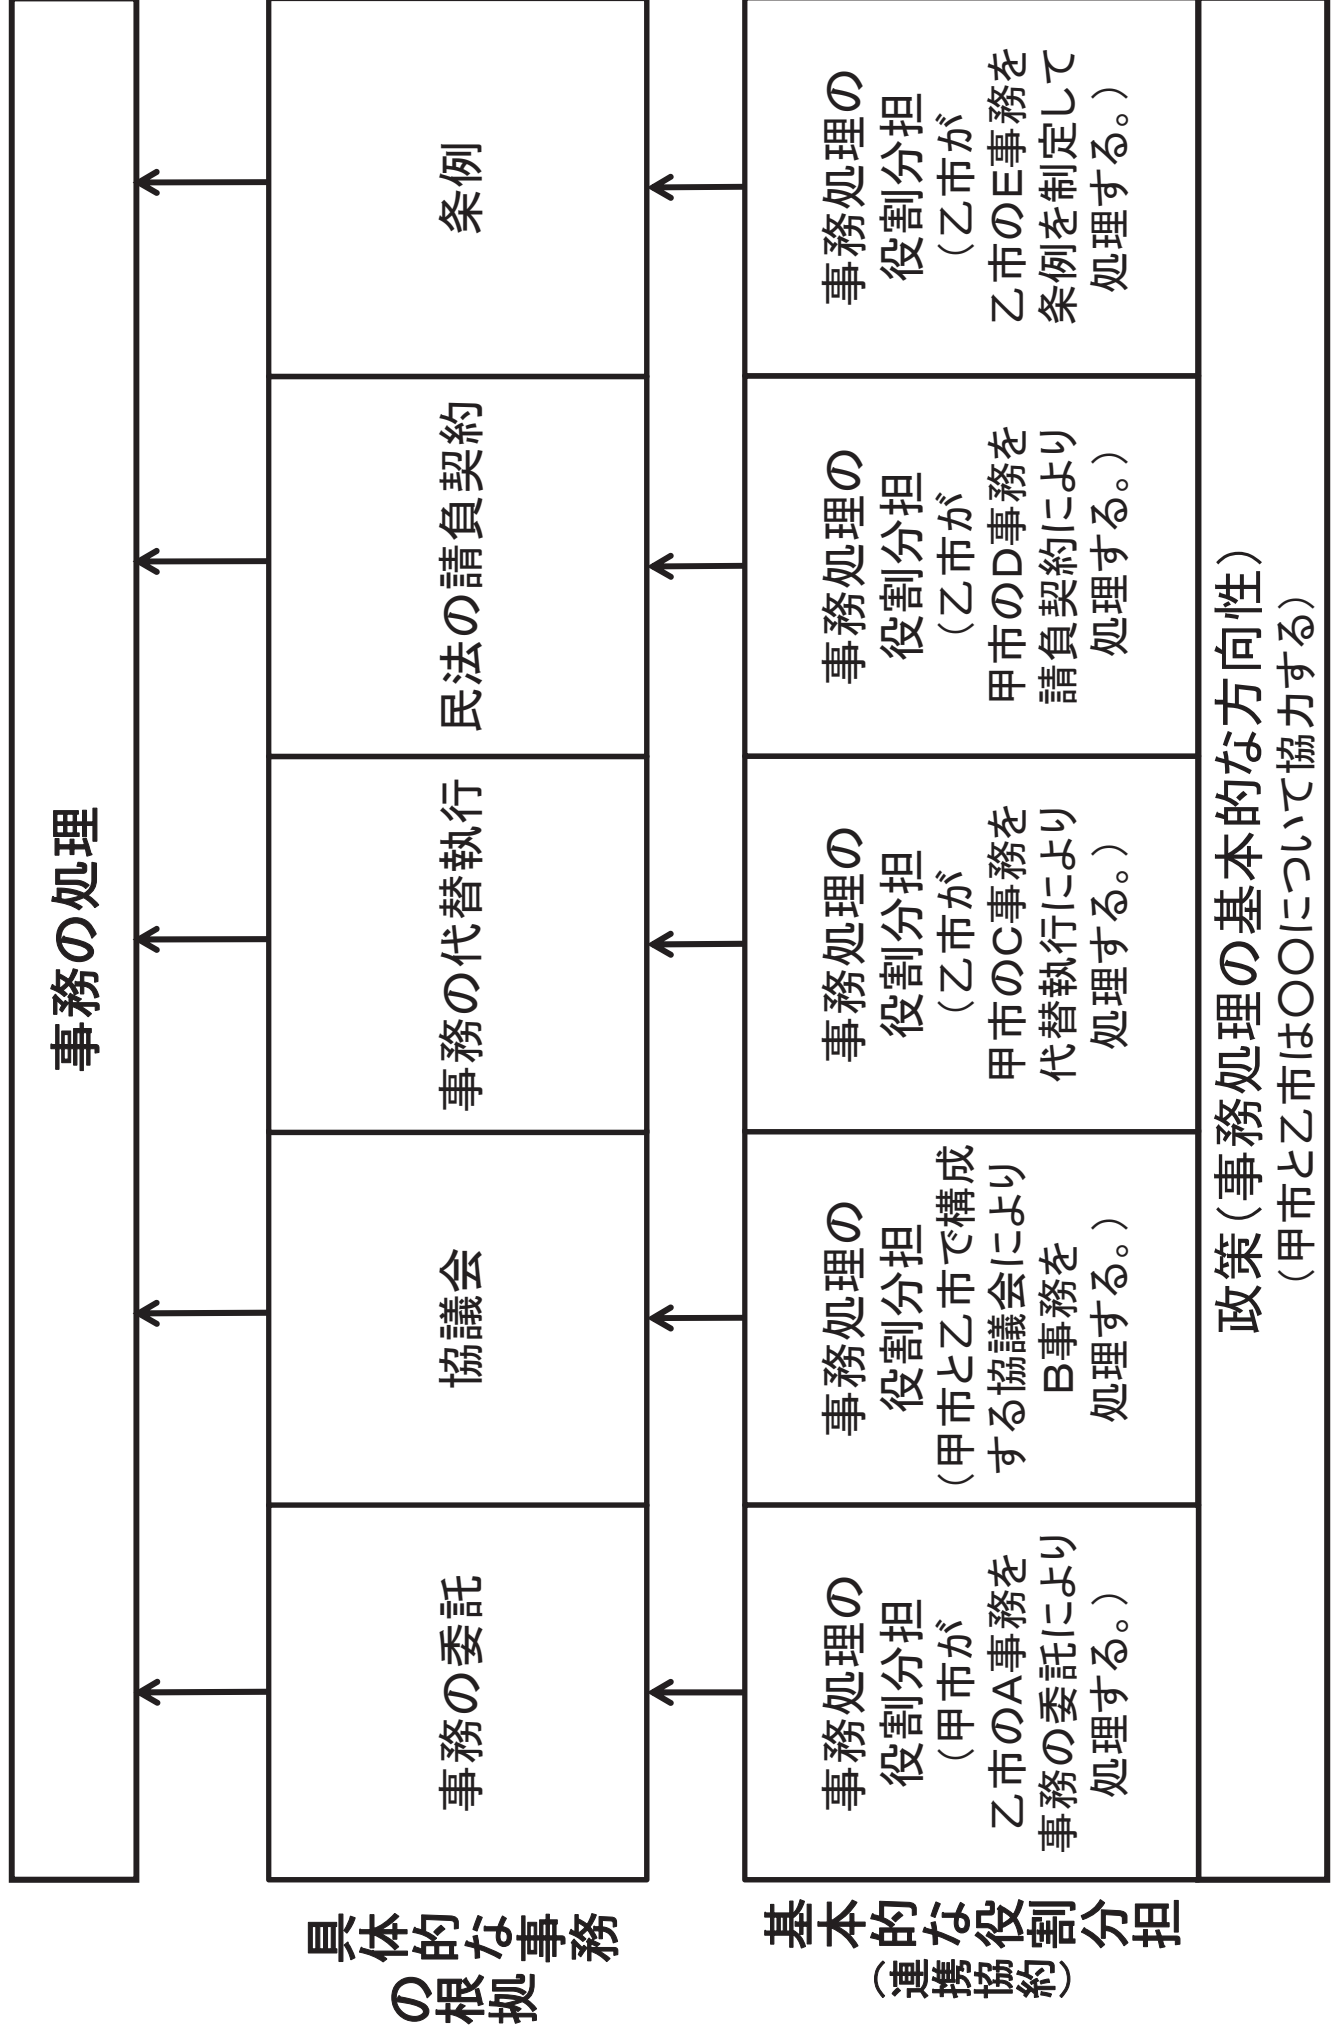 事務の処理
具体的な事務
の根拠
事務の委託
協議会
事務の代替執行
民法の請負契約
条例
基本的な役割分担
（連携協約）
事務処理の
役割分担
（甲市が
乙市のA事務を
事務の委託により
処理する。）
事務処理の
役割分担
（甲市と乙市で構成
する協議会により
B事務を
処理する。）
事務処理の
役割分担
（乙市が
甲市のC事務を
代替執行により
処理する。）
事務処理の
役割分担
（乙市が
甲市のD事務を
請負契約により
処理する。）
事務処理の
役割分担
（乙市が
乙市のE事務を
条例を制定して
処理する。）
政策（事務処理の基本的な方向性）
（甲市と乙市は〇〇について協力する）